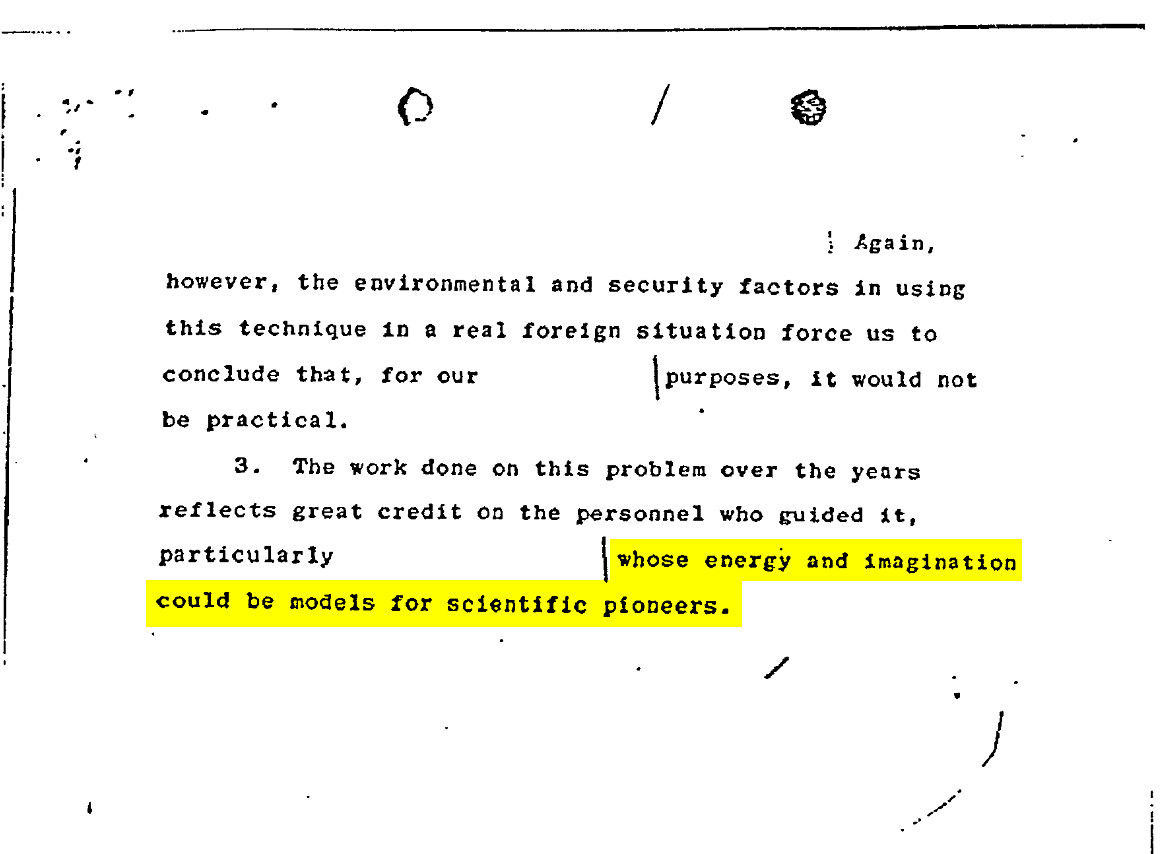 Again,
however, the environmental and security factors in using
this technique in a real foreign situation force us to
conclude that, for our purposes, it would not
be practical.
3. The work done on this problem over the years
reflects great credit on the personnel who guided it,
particularly whose energy and imagination
could be models for scientific pioneers.